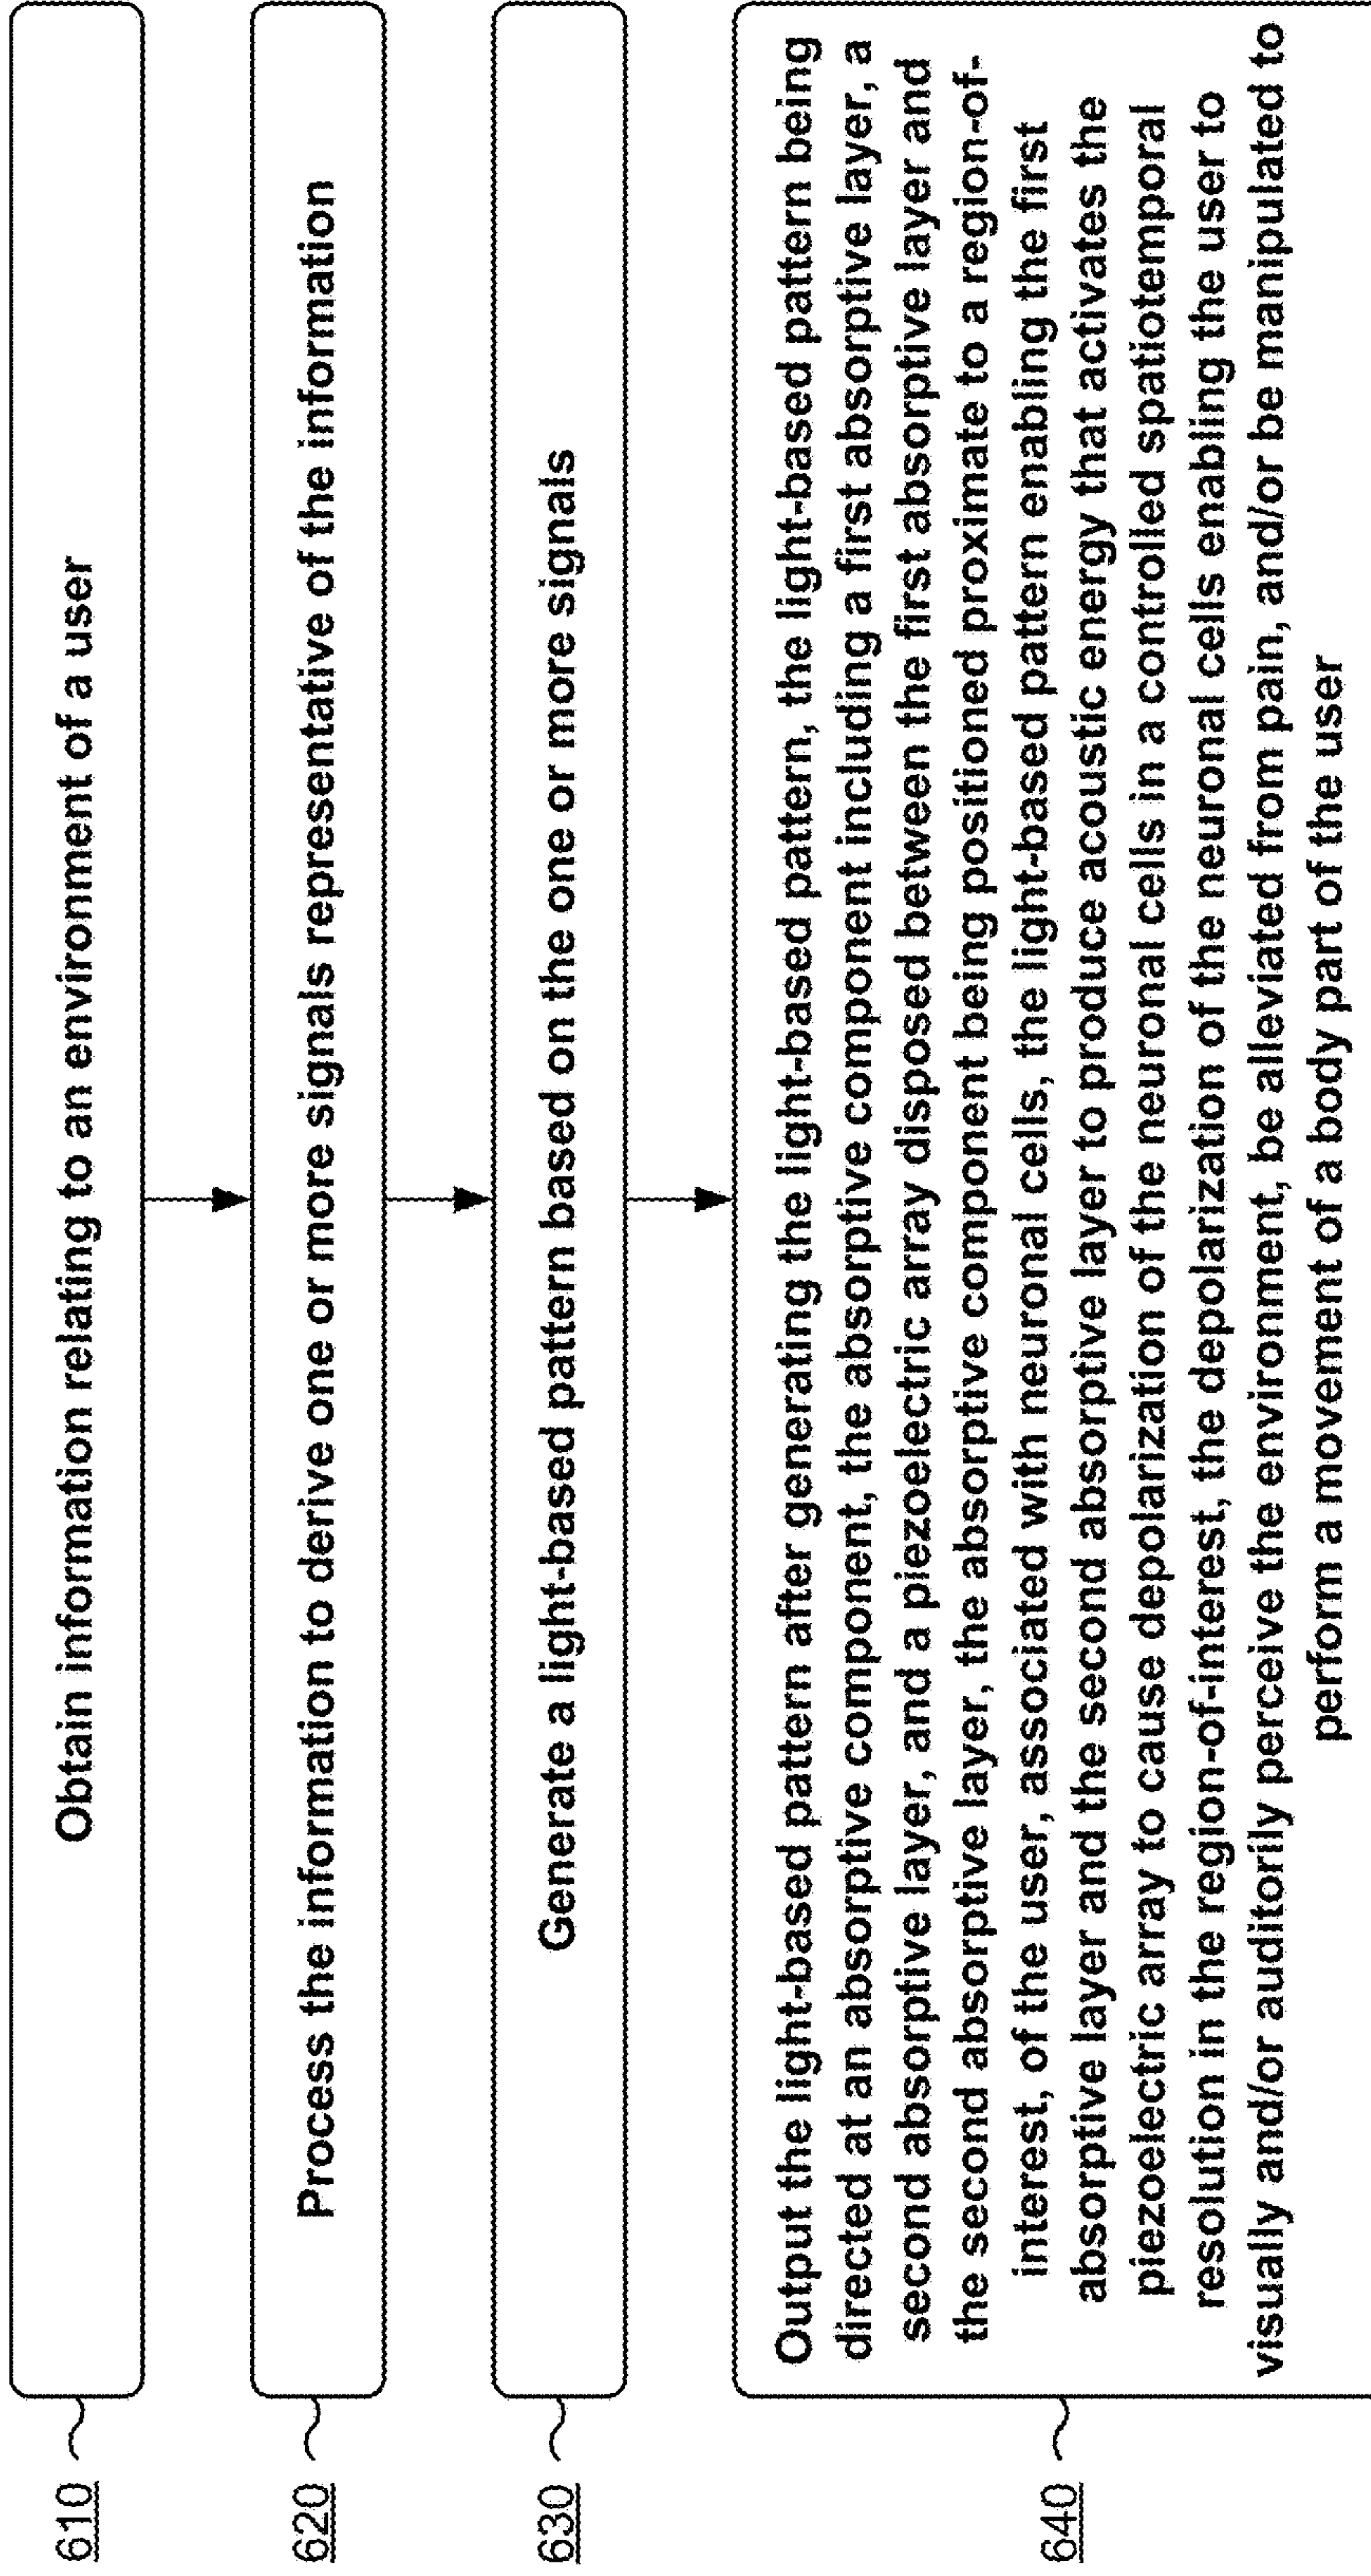 610
Obtain information relating to an environment of a user
620
Process the information to derive one or more signals representative of the information
630
Generate a light-based pattern based on the one or more signals
640
Output the light-based pattern after generating the light-based pattern, the light-based pattern being
directed at an absorptive component, the absorptive component including a first absorptive layer, a
second absorptive layer, and a piezoelectric array disposed between the first absorptive layer and
the second absorptive layer, the absorptive component being positioned proximate to a region-of-
interest, of the user, associated with neuronal cells, the light-based pattern enabling the first
absorptive layer and the second absorptive layer to produce acoustic energy that activates the
piezoelectric array to cause depolarization of the neuronal cells in a controlled spatiotemporal
resolution in the region-of-interest, the depolarization of the neuronal cells enabling the user to
visually and/or auditorily perceive the environment, be alleviated from pain, and/or be manipulated to
perform a movement of a body part of the user